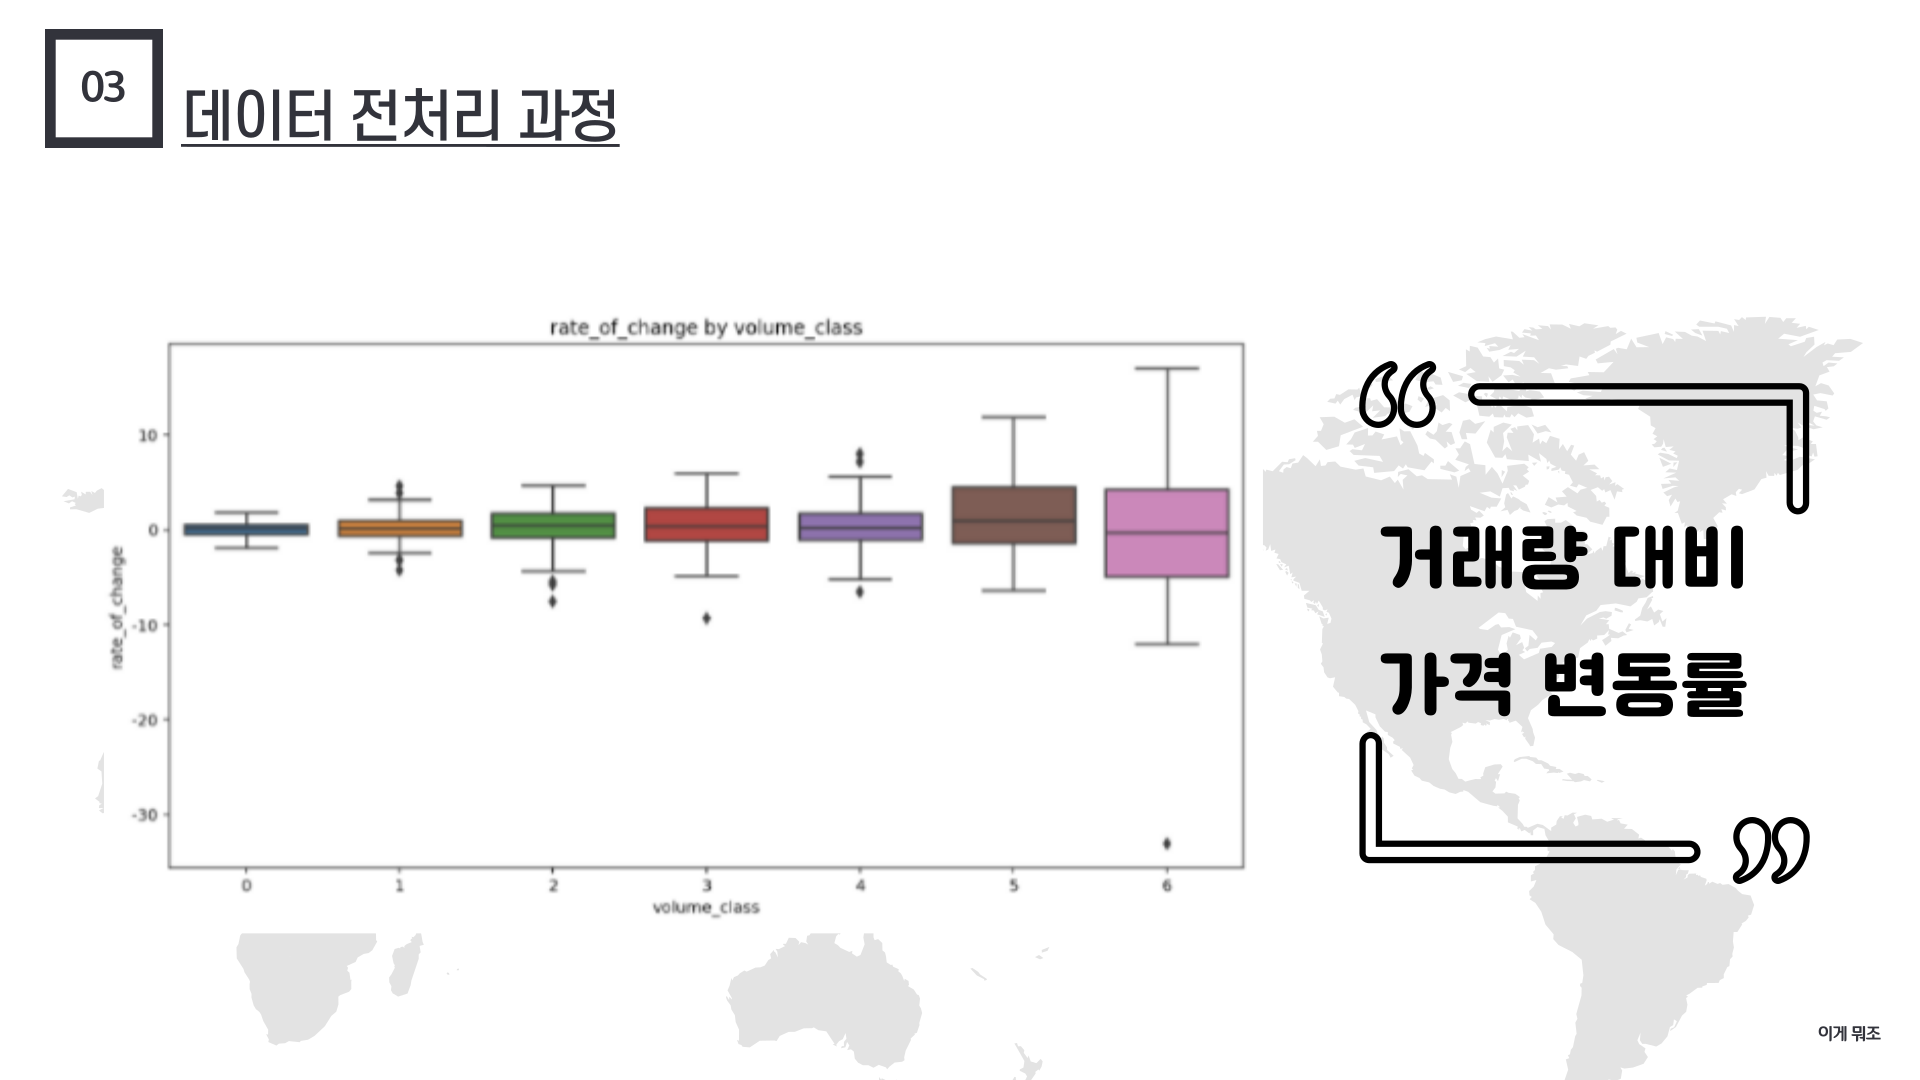 03
데이터 전처리 과정
rate_of_change by volume_class
10
0
-10
-20
-30
rate_of_change
0 1 2 3 4 5 6
volume_class
“
거래량 대비
가격 변동률
”
이게 뭐조